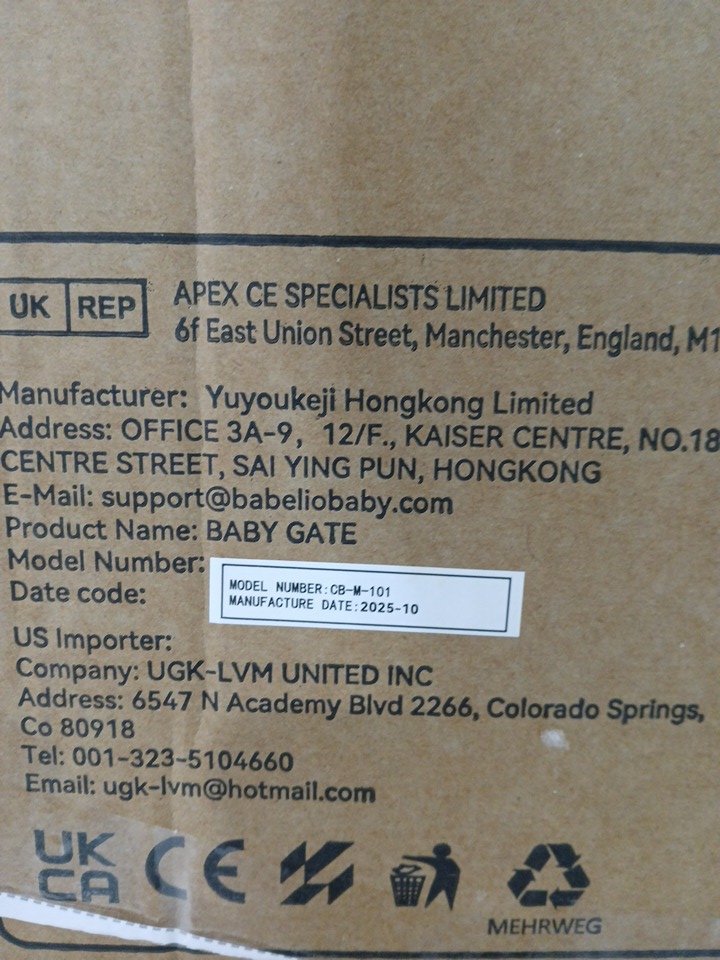 UK REP
APEX CE SPECIALISTS LIMITED
6f East Union Street, Manchester, England, M1
Manufacturer: Yuyoukeji Hongkong Limited
Address: OFFICE 3A-9, 12/F., KAISER CENTRE, NO.18
CENTRE STREET, SAI YING PUN, HONGKONG
E-Mail: support@babeliobaby.com
Product Name: BABY GATE
Model Number:
Date code:
MODEL NUMBER:CB-M-101
MANUFACTURE DATE:2025-10
US Importer:
Company: UGK-LVM UNITED INC
Address: 6547 N Academy Blvd 2266, Colorado Springs,
Co 80918
Tel: 001-323-5104660
Email: ugk-lvm@hotmail.com
UK
CA
CE
MEHRWEG